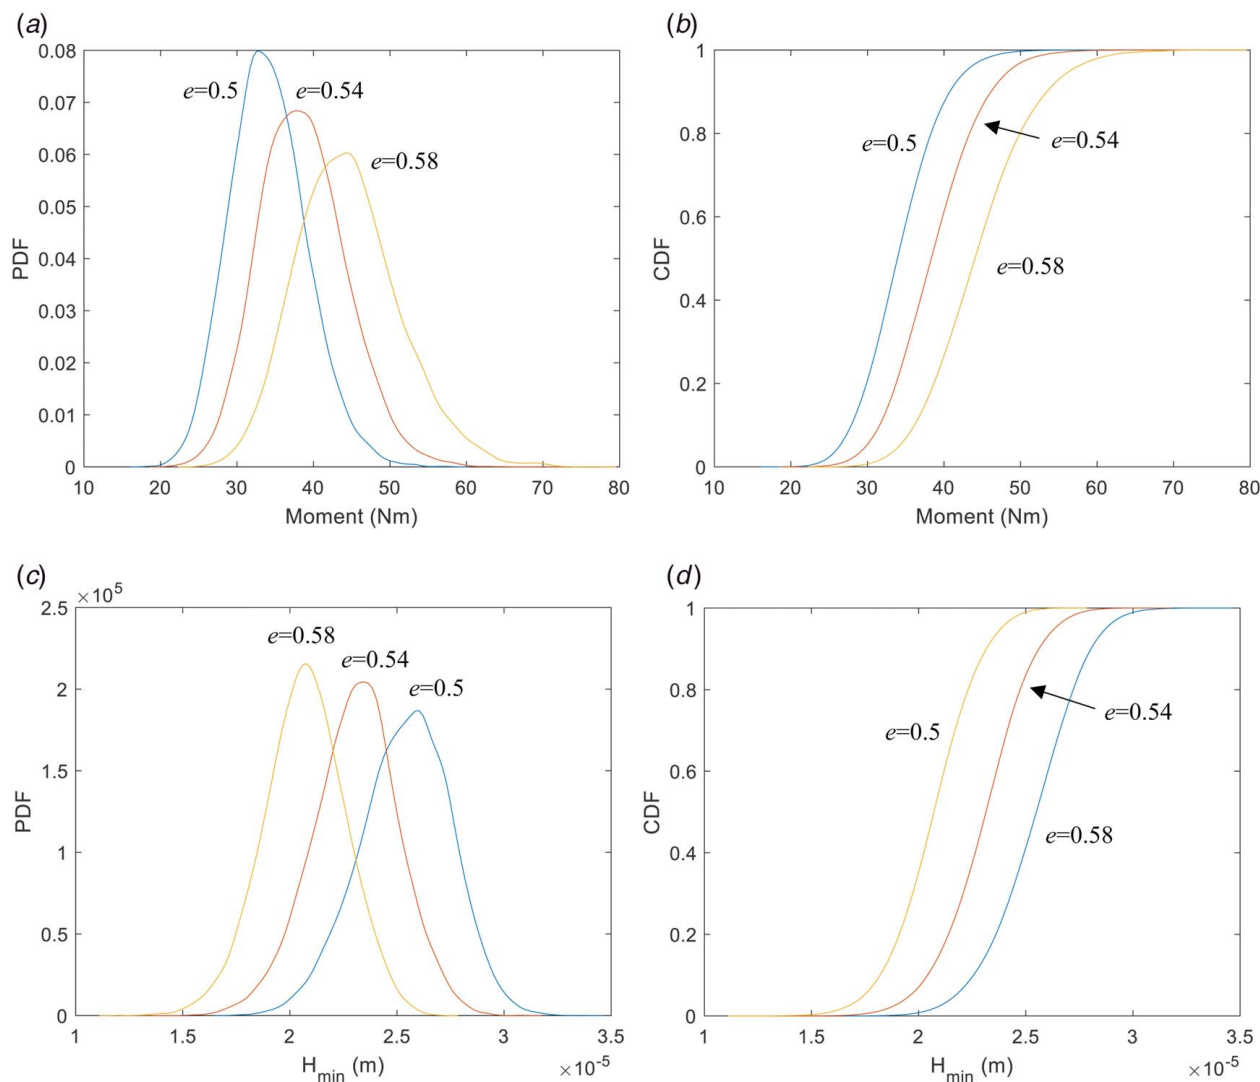 (a)
0.08
0.07
0.06
0.05
0.04
0.03
0.02
0.01
0
PDF
e=0.5
e=0.54
e=0.58
10 20 30 40 50 60 70 80
Moment (Nm)
(b)
1
0.8
0.6
0.4
0.2
0
CDF
e=0.5
e=0.54
e=0.58
10 20 30 40 50 60 70 80
Moment (Nm)
(c)
×10⁵
2.5
2
1.5
1
0.5
0
PDF
e=0.58
e=0.54
e=0.5
1 1.5 2 2.5 3 3.5
H_min (m) ×10⁻⁵
(d)
1
0.8
0.6
0.4
0.2
0
CDF
e=0.5
e=0.54
e=0.58
1 1.5 2 2.5 3 3.5
H_min (m) ×10⁻⁵